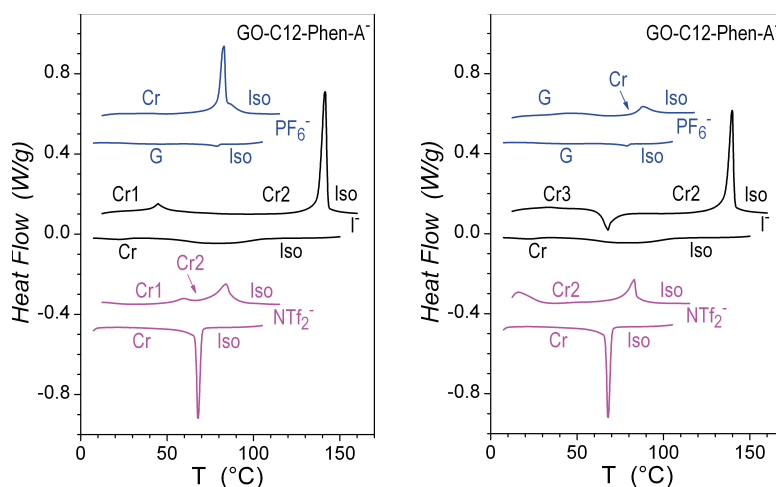 GO-C12-Phen-A⁻
0.8
0.4
0.0
-0.4
-0.8
Heat Flow (W/g)
Cr
Iso
PF₆⁻
G
Iso
Cr1
Cr2
Iso
I⁻
Cr
Iso
Cr2
Cr1
Iso
NTf₂⁻
Cr
Iso
0
50
100
150
T (°C)
GO-C12-Phen-A⁻
0.8
0.4
0.0
-0.4
-0.8
Heat Flow (W/g)
Cr
G
Iso
PF₆⁻
G
Iso
Cr3
Cr2
Iso
I⁻
Cr
Iso
Cr2
Iso
NTf₂⁻
Cr
Iso
0
50
100
150
T (°C)